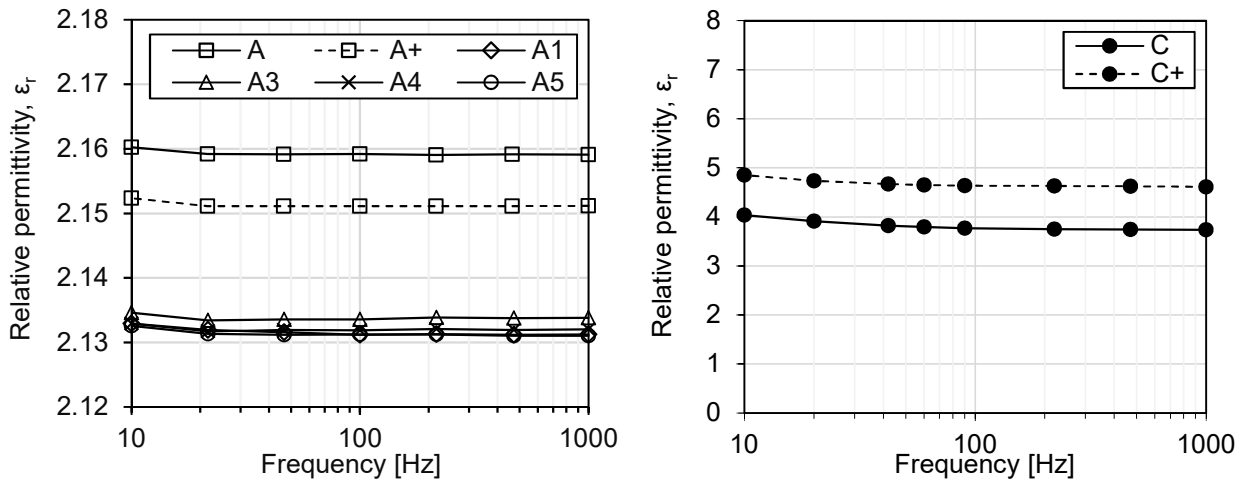 Relative permittivity, εr
2.18
2.17
2.16
2.15
2.14
2.13
2.12
A A+ A1
A3 A4 A5
10 100 1000
Frequency [Hz]
Relative permittivity, εr
8
7
6
5
4
3
2
1
0
C
C+
10 100 1000
Frequency [Hz]